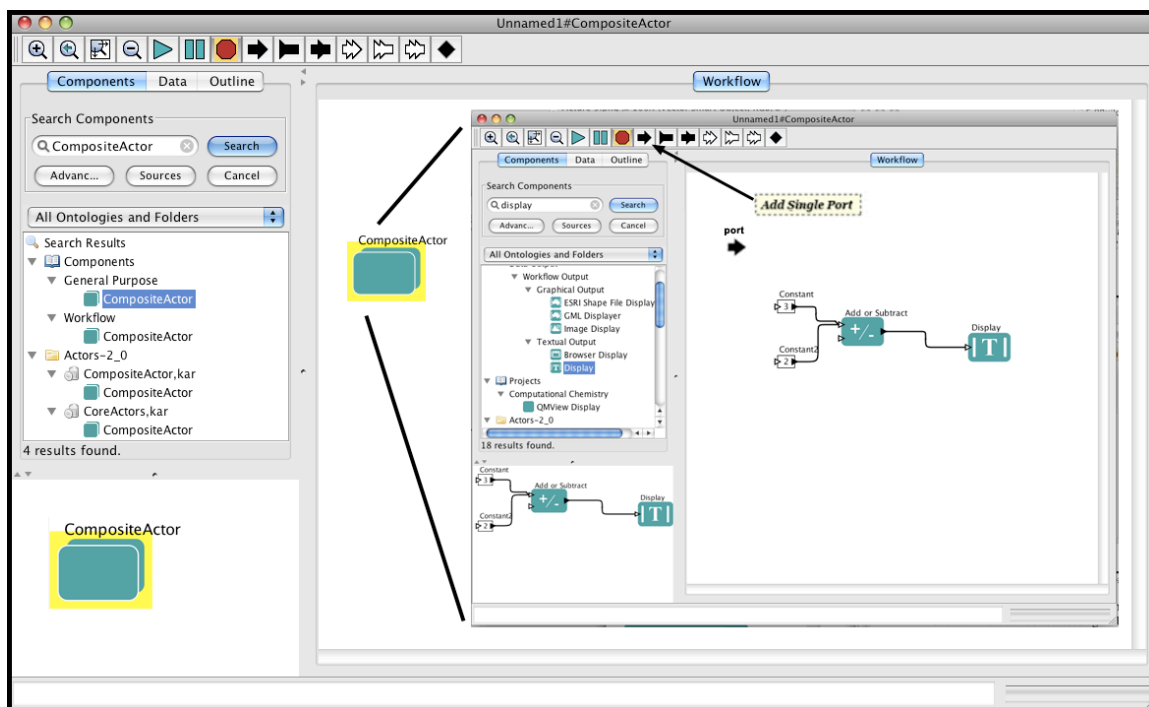 Unnamed1#CompositeActor
Components Data Outline
Workflow
Search Components
CompositeActor Search
Advanc... Sources Cancel
All Ontologies and Folders
Search Results
Components
General Purpose
CompositeActor
Workflow
CompositeActor
Actors-2_0
CompositeActor,kar
CompositeActor
CoreActors,kar
CompositeActor
4 results found.
CompositeActor
CompositeActor
Unnamed1#CompositeActor
Components Data Outline
Workflow
Search Components
display Search
Advanc... Sources Cancel
All Ontologies and Folders
Workflow Output
Graphical Output
ESRI Shape File Display
GML Displayer
Image Display
Textual Output
Browser Display
T Display
Projects
Computational Chemistry
QMView Display
Actors-2_0
18 results found.
Constant
3
Add or Subtract
+/-
Display
T
Constant2
2
Add Single Port
port
Constant
3
Add or Subtract
+/-
Display
T
Constant2
2